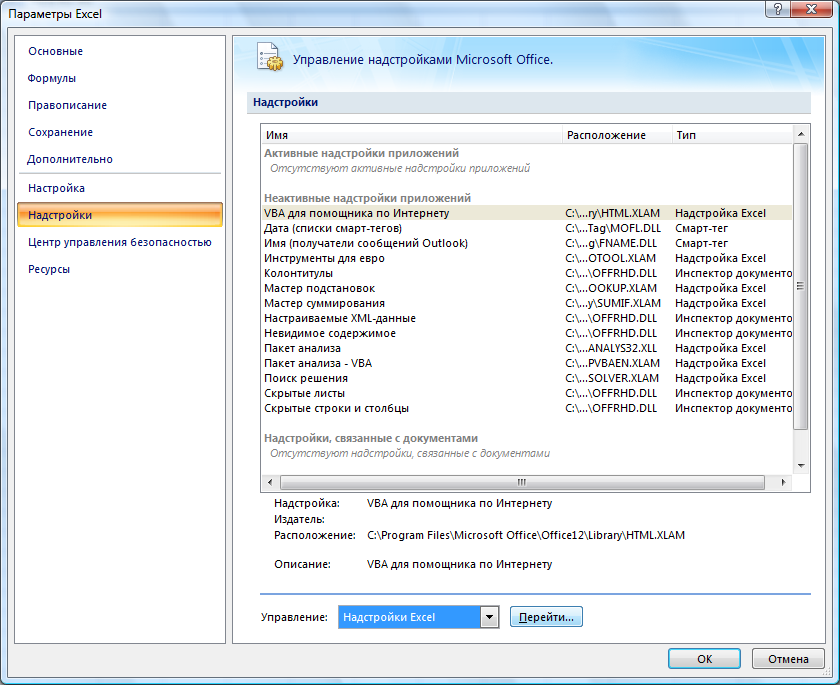 Параметры Excel
Основные
Формулы
Правописание
Сохранение
Дополнительно
Настройка
Надстройки
Центр управления безопасностью
Ресурсы
Управление надстройками Microsoft Office.
Надстройки
Имя Расположение Тип
Активные надстройки приложений
Отсутствуют активные надстройки приложений
Неактивные надстройки приложений
VBA для помощника по Интернету C:\...ry\HTML.XLAM Надстройка Excel
Дата (списки смарт-тегов) C:\...Tag\MOFL.DLL Смарт-тег
Имя (получатели сообщений Outlook) C:\...g\FNAME.DLL Смарт-тег
Инструменты для евро C:\...OTOOL.XLAM Надстройка Excel
Колонтитулы C:\...\OFFRHD.DLL Инспектор документо
Мастер подстановок C:\...OOKUP.XLAM Надстройка Excel
Мастер суммирования C:\...y\SUMIF.XLAM Надстройка Excel
Настраиваемые XML-данные C:\...\OFFRHD.DLL Инспектор документо
Невидимое содержимое C:\...\OFFRHD.DLL Инспектор документо
Пакет анализа C:\...ANALYS32.XLL Надстройка Excel
Пакет анализа - VBA C:\...PVBAEN.XLAM Надстройка Excel
Поиск решения C:\...SOLVER.XLAM Надстройка Excel
Скрытые листы C:\...\OFFRHD.DLL Инспектор документо
Скрытые строки и столбцы C:\...\OFFRHD.DLL Инспектор документо
Надстройки, связанные с документами
Отсутствуют надстройки, связанные с документами
Надстройка: VBA для помощника по Интернету
Издатель:
Расположение: C:\Program Files\Microsoft Office\Office12\Library\HTML.XLAM
Описание: VBA для помощника по Интернету
Управление: Надстройки Excel Перейти...
ОК Отмена